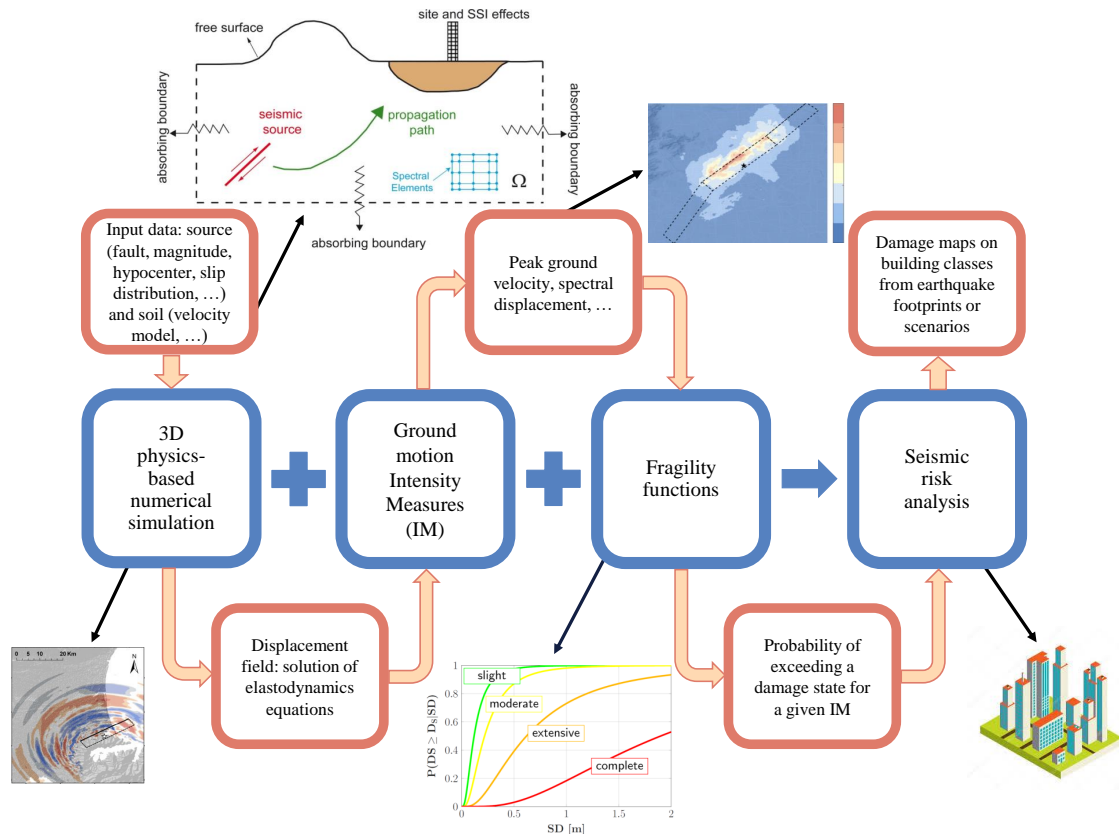 site and SSI effects
free surface
absorbing boundary
seismic
source
propagation
path
absorbing boundary
Spectral
Elements
Ω
absorbing boundary
Input data: source
(fault, magnitude,
hypocenter, slip
distribution, …)
and soil (velocity
model, …)
Peak ground
velocity, spectral
displacement, …
Damage maps on
building classes
from earthquake
footprints or
scenarios
3D
physics-
based
numerical
simulation
Ground
motion
Intensity
Measures
(IM)
Fragility
functions
Seismic
risk
analysis
Displacement
field: solution of
elastodynamics
equations
Probability of
exceeding a
damage state for
a given IM
0 5 10 20 Km
N
P(DS ≥ Ds|SD)
1
0.8
0.6
0.4
0.2
0
slight
moderate
extensive
complete
0 0.5 1 1.5 2
SD [m]